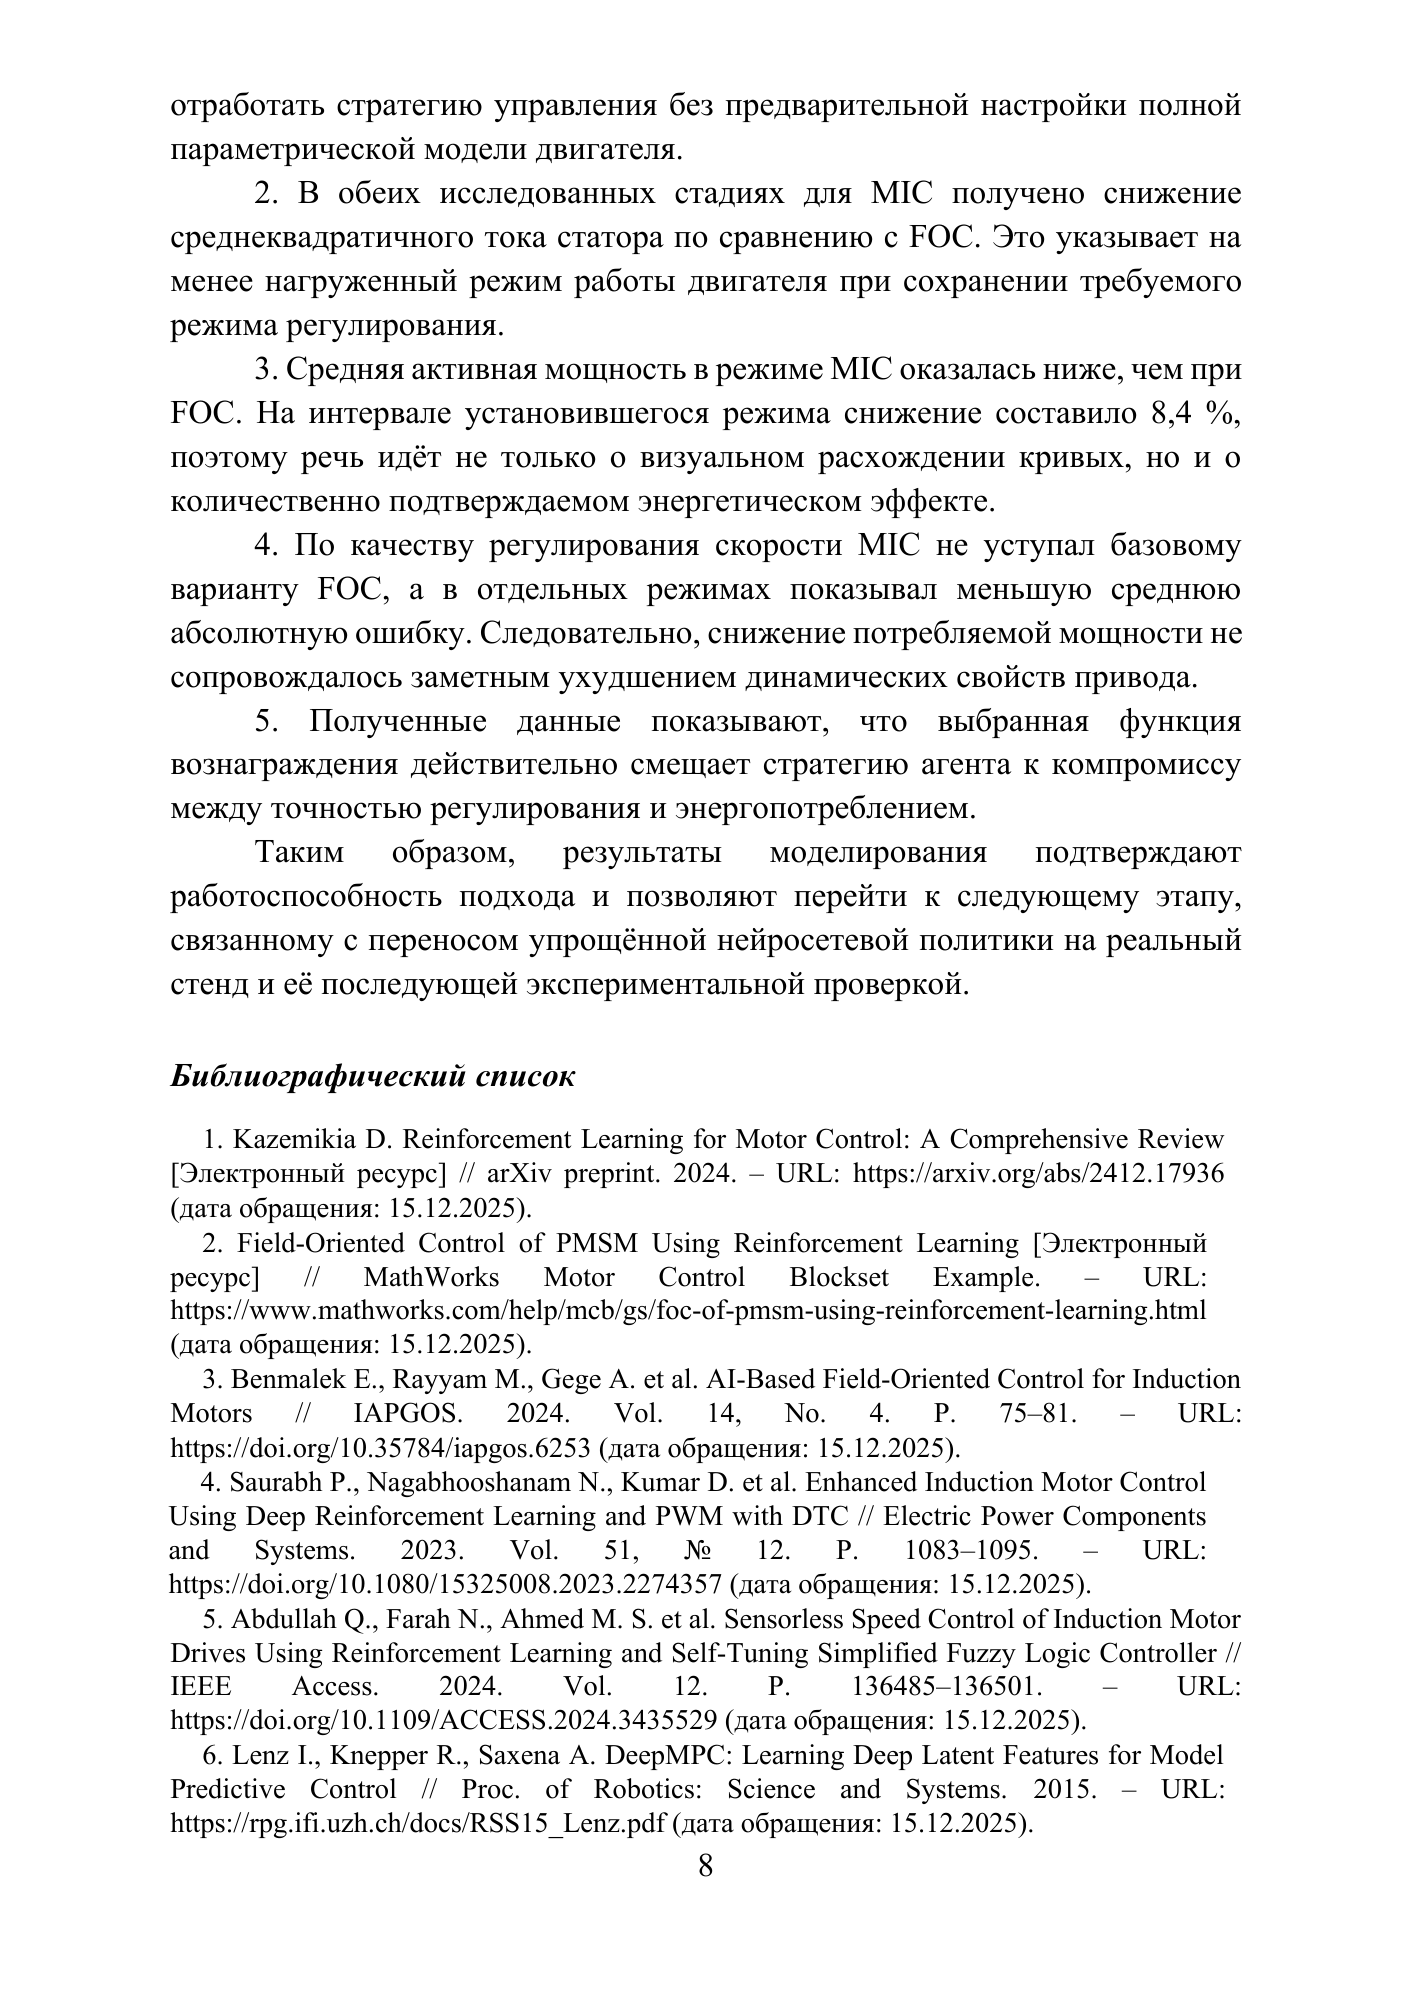 отработать стратегию управления без предварительной настройки полной
параметрической модели двигателя.
2. В обеих исследованных стадиях для MIC получено снижение
среднеквадратичного тока статора по сравнению с FOC. Это указывает на
менее нагруженный режим работы двигателя при сохранении требуемого
режима регулирования.
3. Средняя активная мощность в режиме MIC оказалась ниже, чем при
FOC. На интервале установившегося режима снижение составило 8,4 %,
поэтому речь идёт не только о визуальном расхождении кривых, но и о
количественно подтверждаемом энергетическом эффекте.
4. По качеству регулирования скорости MIC не уступал базовому
варианту FOC, а в отдельных режимах показывал меньшую среднюю
абсолютную ошибку. Следовательно, снижение потребляемой мощности не
сопровождалось заметным ухудшением динамических свойств привода.
5. Полученные данные показывают, что выбранная функция
вознаграждения действительно смещает стратегию агента к компромиссу
между точностью регулирования и энергопотреблением.
Таким образом, результаты моделирования подтверждают
работоспособность подхода и позволяют перейти к следующему этапу,
связанному с переносом упрощённой нейросетевой политики на реальный
стенд и её последующей экспериментальной проверкой.
Библиографический список
1. Kazemikia D. Reinforcement Learning for Motor Control: A Comprehensive Review
[Электронный ресурс] // arXiv preprint. 2024. – URL: https://arxiv.org/abs/2412.17936
(дата обращения: 15.12.2025).
2. Field-Oriented Control of PMSM Using Reinforcement Learning [Электронный
ресурс] // MathWorks Motor Control Blockset Example. – URL:
https://www.mathworks.com/help/mcb/gs/foc-of-pmsm-using-reinforcement-learning.html
(дата обращения: 15.12.2025).
3. Benmalek E., Rayyam M., Gege A. et al. AI-Based Field-Oriented Control for Induction
Motors // IAPGOS. 2024. Vol. 14, No. 4. P. 75–81. – URL:
https://doi.org/10.35784/iapgos.6253 (дата обращения: 15.12.2025).
4. Saurabh P., Nagabhooshanam N., Kumar D. et al. Enhanced Induction Motor Control
Using Deep Reinforcement Learning and PWM with DTC // Electric Power Components
and Systems. 2023. Vol. 51, № 12. P. 1083–1095. – URL:
https://doi.org/10.1080/15325008.2023.2274357 (дата обращения: 15.12.2025).
5. Abdullah Q., Farah N., Ahmed M. S. et al. Sensorless Speed Control of Induction Motor
Drives Using Reinforcement Learning and Self-Tuning Simplified Fuzzy Logic Controller //
IEEE Access. 2024. Vol. 12. P. 136485–136501. – URL:
https://doi.org/10.1109/ACCESS.2024.3435529 (дата обращения: 15.12.2025).
6. Lenz I., Knepper R., Saxena A. DeepMPC: Learning Deep Latent Features for Model
Predictive Control // Proc. of Robotics: Science and Systems. 2015. – URL:
https://rpg.ifi.uzh.ch/docs/RSS15_Lenz.pdf (дата обращения: 15.12.2025).
8